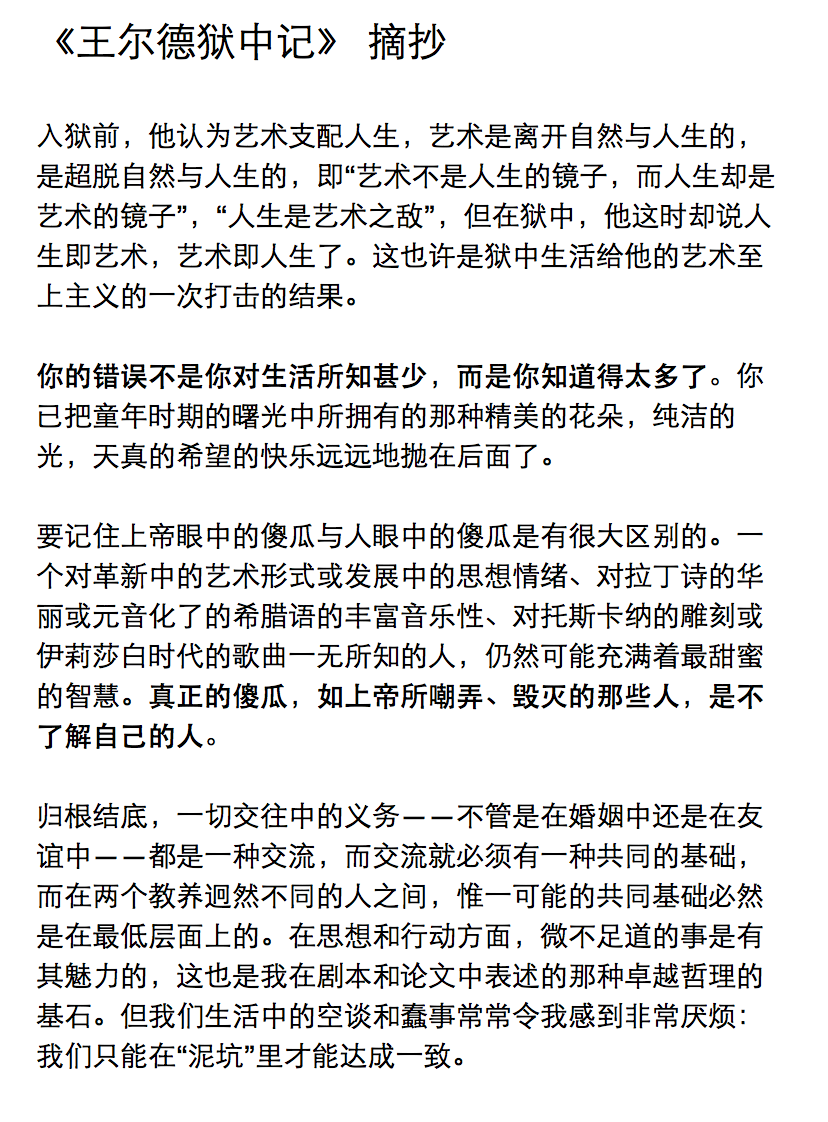 《王尔德狱中记》 摘抄
入狱前，他认为艺术支配人生，艺术是离开自然与人生的，
是超脱自然与人生的，即“艺术不是人生的镜子，而人生却是
艺术的镜子”，“人生是艺术之敌”，但在狱中，他这时却说人
生即艺术，艺术即人生了。这也许是狱中生活给他的艺术至
上主义的一次打击的结果。
你的错误不是你对生活所知甚少，而是你知道得太多了。你
已把童年时期的曙光中所拥有的那种精美的花朵，纯洁的
光，天真的希望的快乐远远地抛在后面了。
要记住上帝眼中的傻瓜与人眼中的傻瓜是有很大区别的。一
个对革新中的艺术形式或发展中的思想情绪、对拉丁诗的华
丽或元音化了的希腊语的丰富音乐性、对托斯卡纳的雕刻或
伊莉莎白时代的歌曲一无所知的人，仍然可能充满着最甜蜜
的智慧。真正的傻瓜，如上帝所嘲弄、毁灭的那些人，是不
了解自己的人。
归根结底，一切交往中的义务——不管是在婚姻中还是在友
谊中——都是一种交流，而交流就必须有一种共同的基础，
而在两个教养迥然不同的人之间，惟一可能的共同基础必然
是在最低层面上的。在思想和行动方面，微不足道的事是有
其魅力的，这也是我在剧本和论文中表述的那种卓越哲理的
基石。但我们生活中的空谈和蠢事常常令我感到非常厌烦：
我们只能在“泥坑”里才能达成一致。